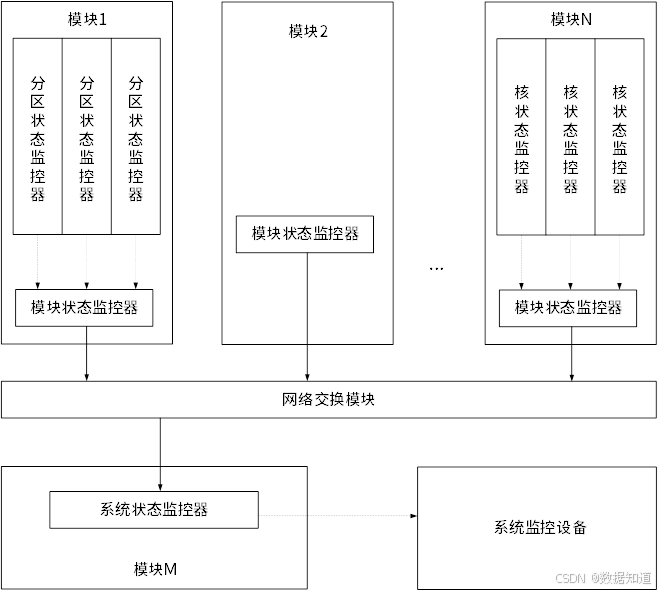 模块1
分区状态监控器
分区状态监控器
分区状态监控器
模块状态监控器
模块2
模块状态监控器
...
模块N
核状态监控器
核状态监控器
核状态监控器
模块状态监控器
网络交换模块
系统状态监控器
模块M
系统监控设备
CSDN @数据知道